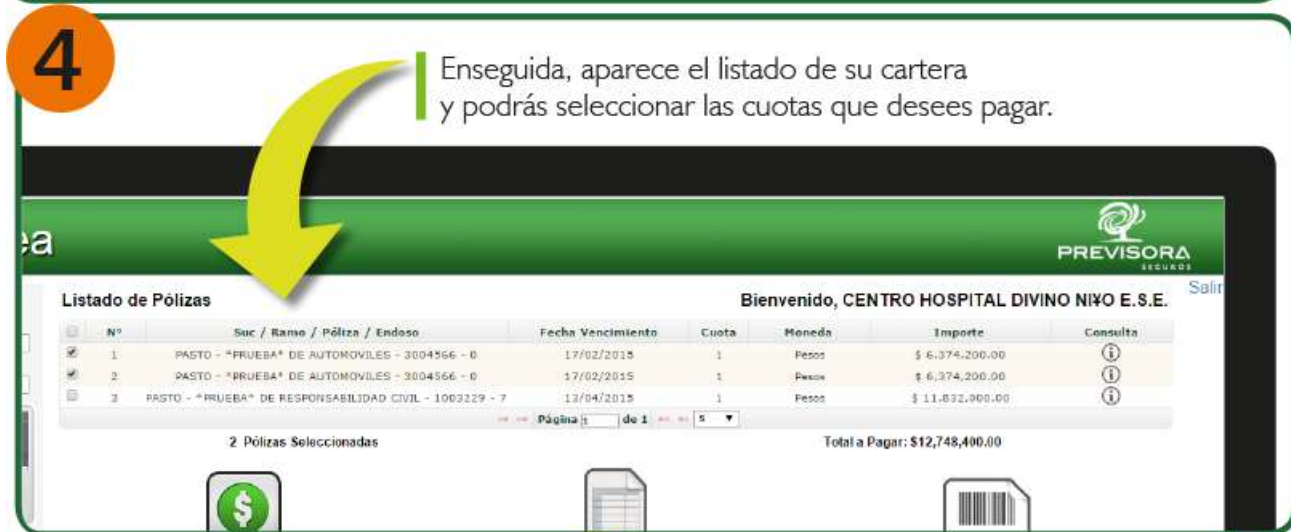 4
Enseguida, aparece el listado de su cartera
y podrás seleccionar las cuotas que desees pagar.
ea
PREVISORA
SEGUROS
Listado de Pólizas Bienvenido, CENTRO HOSPITAL DIVINO NI¥O E.S.E. Salir
N° Suc / Ramo / Póliza / Endoso Fecha Vencimiento Cuota Moneda Importe Consulta
1 PASTO - *PRUEBA* DE AUTOMOVILES - 3004566 - 0 17/02/2015 1 Pesos $ 6,374,200.00
2 PASTO - *PRUEBA* DE AUTOMOVILES - 3004566 - 0 17/02/2015 1 Pesos $ 6,374,200.00
3 PASTO - *PRUEBA* DE RESPONSABILIDAD CIVIL - 1003229 - 7 13/04/2015 1 Pesos $ 11,832,000.00
Página 1 de 1 5
2 Pólizas Seleccionadas Total a Pagar: $12,748,400.00
$